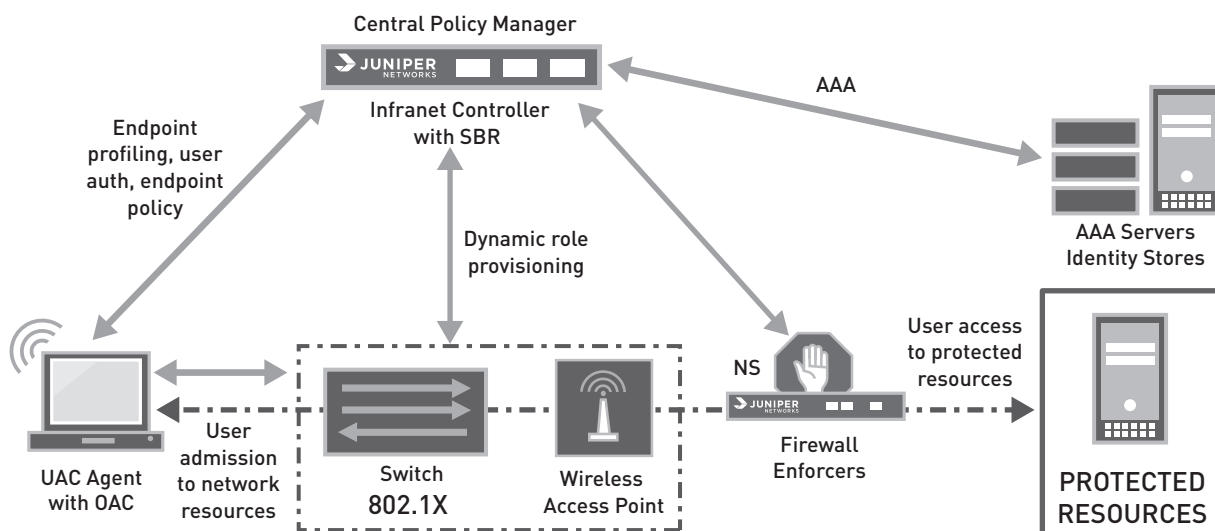 Central Policy Manager
JUNIPER
NETWORKS
Infranet Controller
with SBR
AAA
Endpoint
profiling, user
auth, endpoint
policy
Dynamic role
provisioning
AAA Servers
Identity Stores
User access
to protected
resources
NS
JUNIPER
NETWORKS
User
admission
to network
resources
UAC Agent
with OAC
Switch
802.1X
Wireless
Access Point
Firewall
Enforcers
PROTECTED
RESOURCES